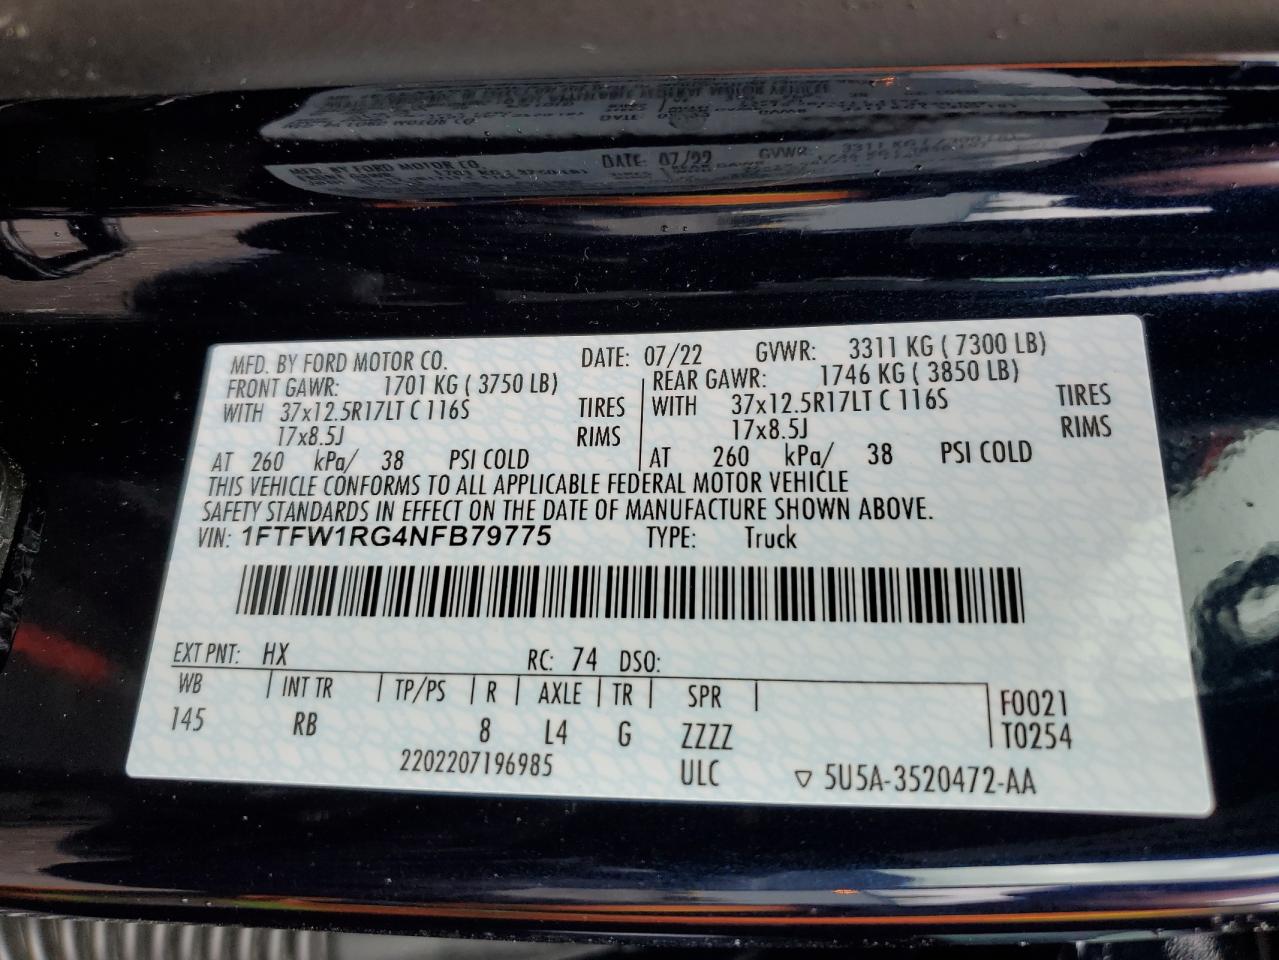 MFD. BY FORD MOTOR CO. DATE: 07/22 GVWR: 3311 KG ( 7300 LB)
FRONT GAWR: 1701 KG ( 3750 LB) REAR GAWR: 1746 KG ( 3850 LB)
WITH 37x12.5R17LT C 116S TIRES WITH 37x12.5R17LT C 116S TIRES
17x8.5J RIMS 17x8.5J RIMS
AT 260 kPa/ 38 PSI COLD AT 260 kPa/ 38 PSI COLD
THIS VEHICLE CONFORMS TO ALL APPLICABLE FEDERAL MOTOR VEHICLE
SAFETY STANDARDS IN EFFECT ON THE DATE OF MANUFACTURE SHOWN ABOVE.
VIN: 1FTFW1RG4NFB79775 TYPE: Truck
EXT PNT: HX RC: 74 DSO:
WB INT TR TP/PS R AXLE TR SPR F0021
145 RB 8 L4 G ZZZZ T0254
2202207196985 ULC ▽ 5U5A-3520472-AA